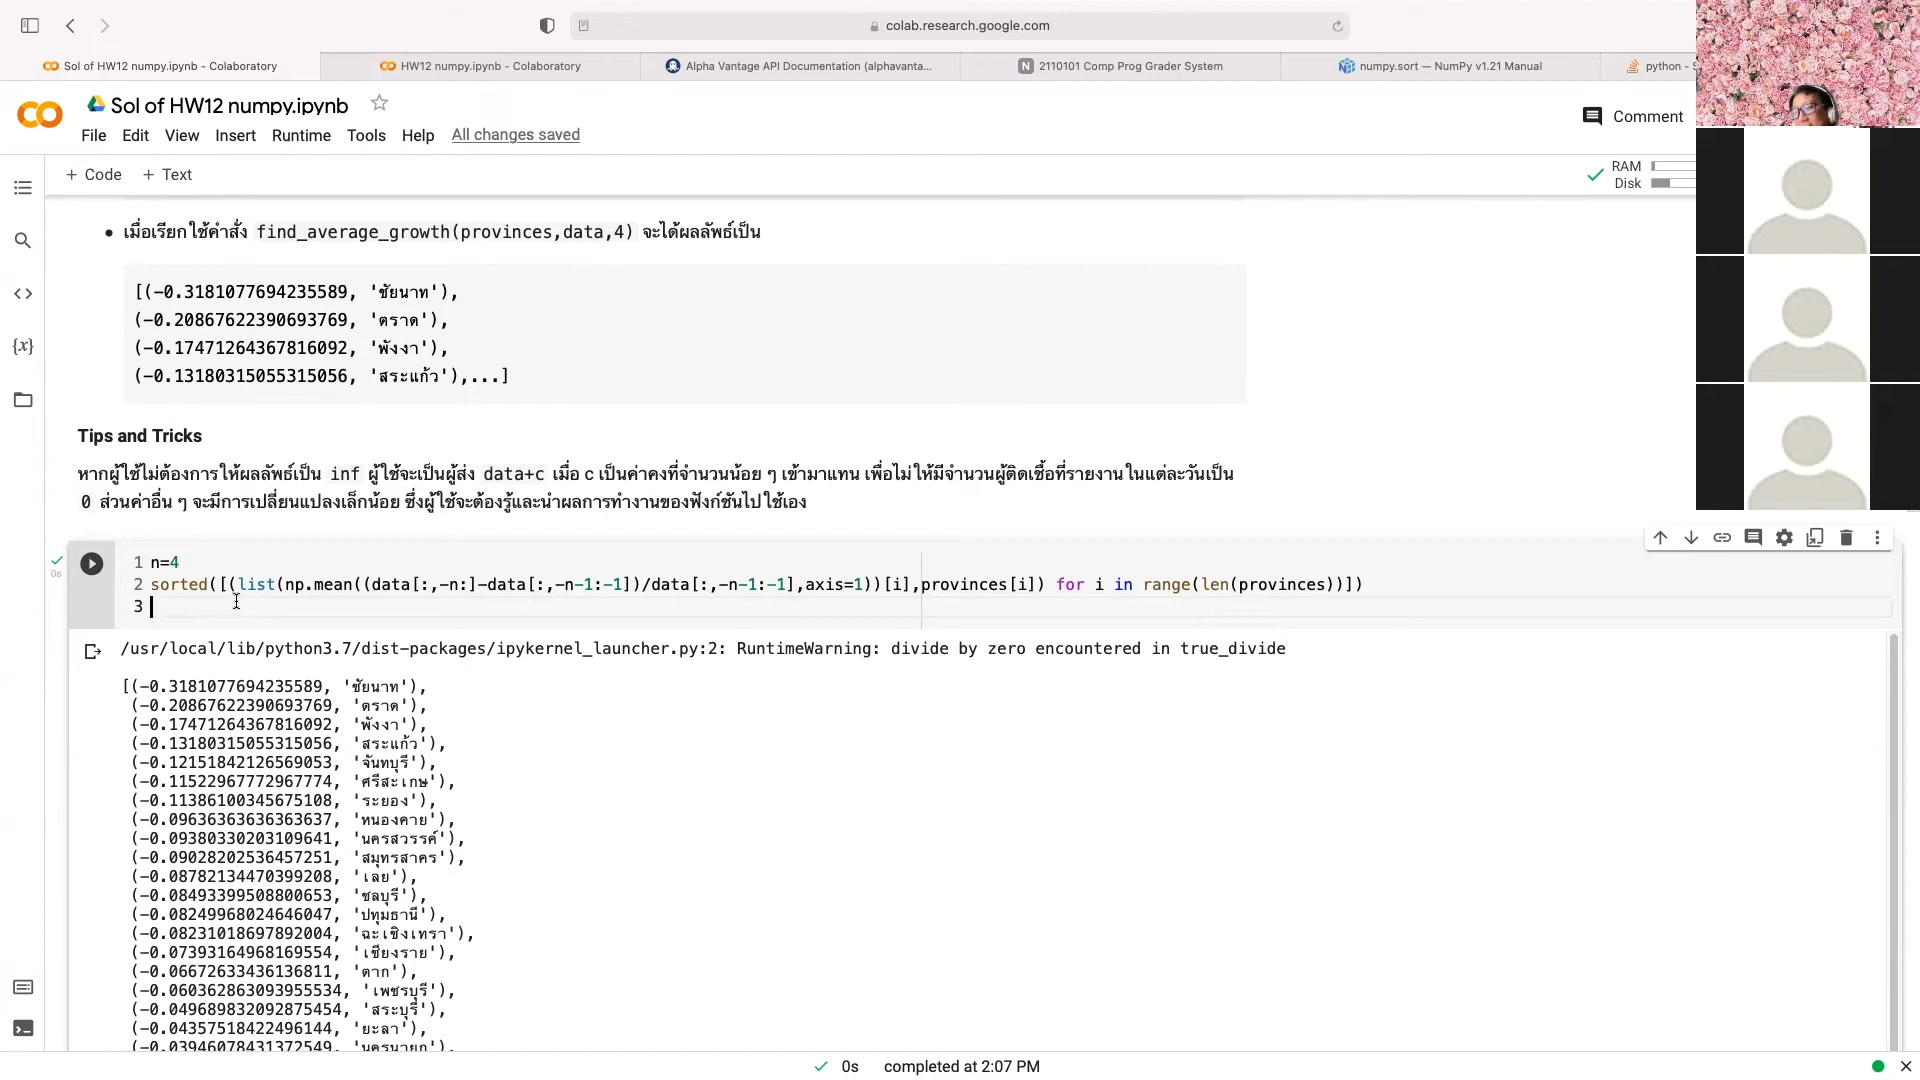 colab.research.google.com
Sol of HW12 numpy.ipynb - Colaboratory
HW12 numpy.ipynb - Colaboratory
Alpha Vantage API Documentation (alphavanta...
2110101 Comp Prog Grader System
numpy.sort — NumPy v1.21 Manual
python - S
Sol of HW12 numpy.ipynb
File Edit View Insert Runtime Tools Help All changes saved
Comment
+ Code + Text
RAM
Disk
• เมื่อเรียกใช้คำสั่ง find_average_growth(provinces,data,4) จะได้ผลลัพธ์เป็น
[(-0.3181077694235589, 'ชัยนาท'),
(-0.20867622390693769, 'ตราด'),
(-0.17471264367816092, 'พังงา'),
(-0.13180315055315056, 'สระแก้ว'),...]
Tips and Tricks
หากผู้ใช้ไม่ต้องการให้ผลลัพธ์เป็น inf ผู้ใช้จะเป็นผู้ส่ง data+c เมื่อ c เป็นค่าคงที่จำนวนน้อย ๆ เข้ามาแทน เพื่อไม่ให้มีจำนวนผู้ติดเชื้อที่รายงานในแต่ละวันเป็น
0 ส่วนค่าอื่น ๆ จะมีการเปลี่ยนแปลงเล็กน้อย ซึ่งผู้ใช้จะต้องรู้และนำผลการทำงานของฟังก์ชันไปใช้เอง
0s
1 n=4
2 sorted([(list(np.mean((data[:,-n:]-data[:,-n-1:-1])/data[:,-n-1:-1],axis=1))[i],provinces[i]) for i in range(len(provinces))])
3
/usr/local/lib/python3.7/dist-packages/ipykernel_launcher.py:2: RuntimeWarning: divide by zero encountered in true_divide
[(-0.3181077694235589, 'ชัยนาท'),
(-0.20867622390693769, 'ตราด'),
(-0.17471264367816092, 'พังงา'),
(-0.13180315055315056, 'สระแก้ว'),
(-0.12151842126569053, 'จันทบุรี'),
(-0.11522967772967774, 'ศรีสะเกษ'),
(-0.11386100345675108, 'ระยอง'),
(-0.09636363636363637, 'หนองคาย'),
(-0.09380330203109641, 'นครสวรรค์'),
(-0.09028202536457251, 'สมุทรสาคร'),
(-0.08782134470399208, 'เลย'),
(-0.08493399508800653, 'ชลบุรี'),
(-0.08249968024646047, 'ปทุมธานี'),
(-0.08231018697892004, 'ฉะเชิงเทรา'),
(-0.07393164968169554, 'เชียงราย'),
(-0.06672633436136811, 'ตาก'),
(-0.060362863093955534, 'เพชรบุรี'),
(-0.049689832092875454, 'สระบุรี'),
(-0.04357518422496144, 'ยะลา'),
(-0.03946078431372549, 'นครนายก'),
0s completed at 2:07 PM